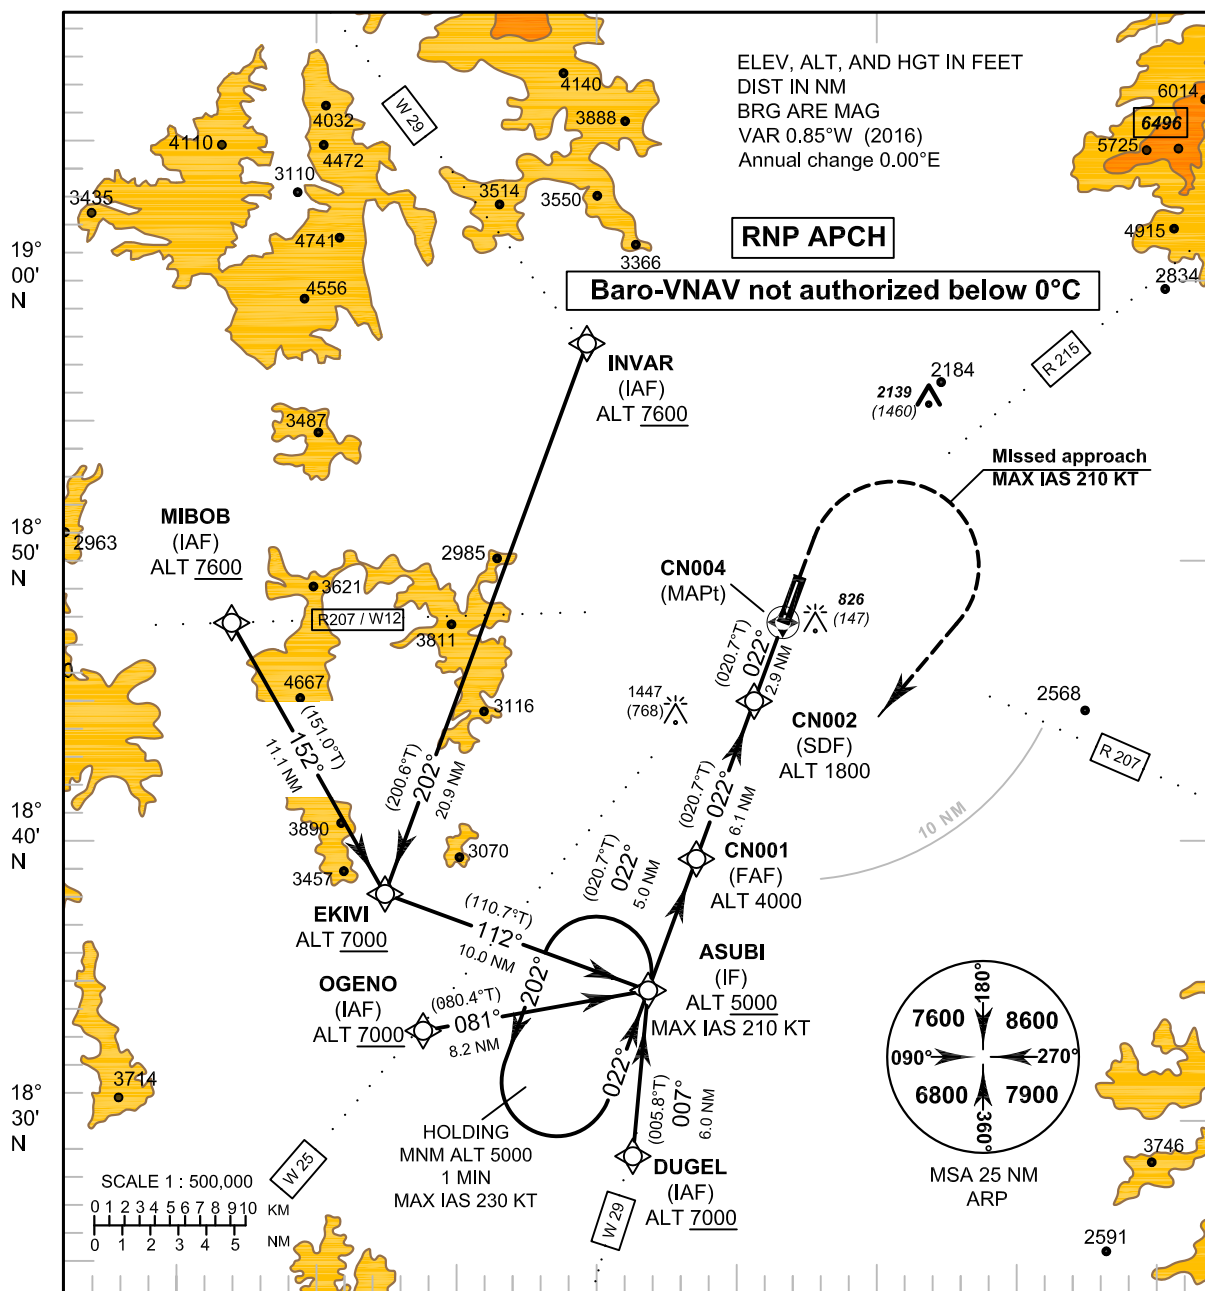 ELEV, ALT, AND HGT IN FEET
DIST IN NM
BRG ARE MAG
VAR 0.85°W (2016)
Annual change 0.00°E
RNP APCH
Baro-VNAV not authorized below 0°C
W 29
4140
3888
4032
4110
4472
3110
3435
3514
3550
4741
3366
4556
6014
6496
5725
4915
2834
19°
00'
N
INVAR
(IAF)
ALT 7600
R 215
2184
2139
(1460)
3487
MIssed approach
MAX IAS 210 KT
18°
50'
N
2963
MIBOB
(IAF)
ALT 7600
2985
3621
R207 / W12
3811
CN004
(MAPt)
826
(147)
(020.7°T)
022°
2.9 NM
4667
3116
1447
(768)
2568
CN002
(SDF)
ALT 1800
R 207
(151.0°T)
152°
11.1 NM
(200.6°T)
202°
20.9 NM
(020.7°T)
022°
6.1 NM
10 NM
18°
40'
N
3890
3457
3070
CN001
(FAF)
ALT 4000
(020.7°T)
022°
5.0 NM
EKIVI
ALT 7000
(110.7°T)
112°
10.0 NM
202°
ASUBI
(IF)
ALT 5000
MAX IAS 210 KT
OGENO
(IAF)
ALT 7000
(080.4°T)
081°
8.2 NM
022°
(005.8°T)
007°
6.0 NM
180°
7600
8600
090°
270°
6800
7900
360°
MSA 25 NM
ARP
18°
30'
N
3714
HOLDING
MNM ALT 5000
1 MIN
MAX IAS 230 KT
DUGEL
(IAF)
ALT 7000
W 25
W 29
3746
2591
SCALE 1 : 500,000
0 1 2 3 4 5 6 7 8 9 10 KM
0 1 2 3 4 5 NM